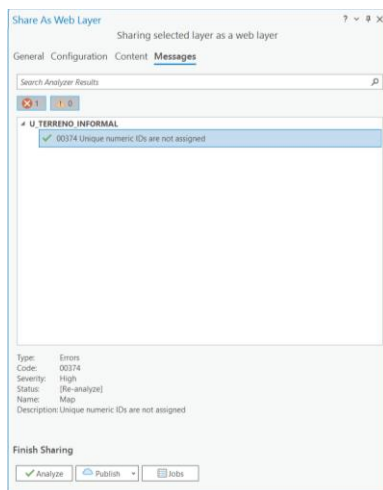 Share As Web Layer ?
Sharing selected layer as a web layer
General Configuration Content Messages
Search Analyzer Results
1 0
U_TERRENO_INFORMAL
00374 Unique numeric IDs are not assigned
Type: Errors
Code: 00374
Severity: High
Status: [Re-analyze]
Name: Map
Description: Unique numeric IDs are not assigned
Finish Sharing
Analyze Publish Jobs